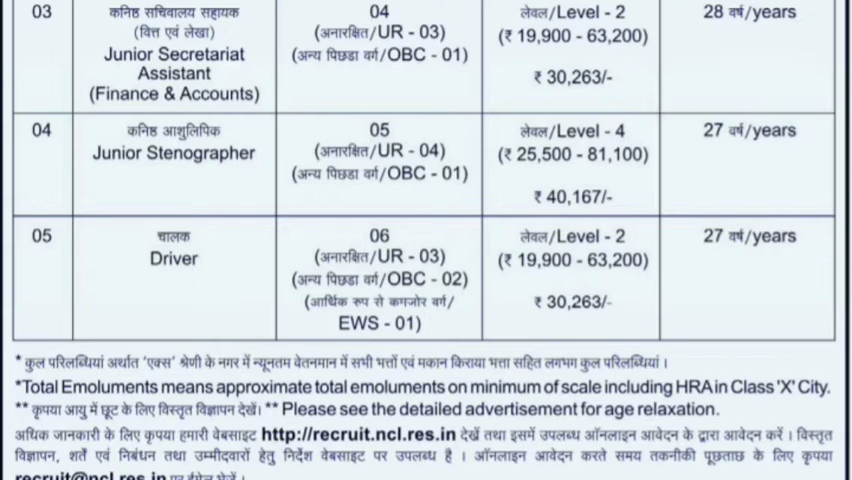 03 कनिष्ठ सचिवालय सहायक 04 लेवल/Level - 2 28 वर्ष/years
(वित्त एवं लेखा) (अनारक्षित/UR - 03) (₹ 19,900 - 63,200)
Junior Secretariat (अन्य पिछडा वर्ग/OBC - 01)
Assistant ₹ 30,263/-
(Finance & Accounts)
04 कनिष्ठ आशुलिपिक 05 लेवल/Level - 4 27 वर्ष/years
Junior Stenographer (अनारक्षित/UR - 04) (₹ 25,500 - 81,100)
(अन्य पिछडा वर्ग/OBC - 01)
₹ 40,167/-
05 चालक 06 लेवल/Level - 2 27 वर्ष/years
Driver (अनारक्षित/UR - 03) (₹ 19,900 - 63,200)
(अन्य पिछडा वर्ग/OBC - 02)
(आर्थिक रुप से कमजोर वर्ग/ ₹ 30,263/-
EWS - 01)
* कुल परिलब्धियां अर्थात 'एक्स' श्रेणी के नगर में न्यूनतम वेतनमान में सभी भत्तों एवं मकान किराया भत्ता सहित लगभग कुल परिलब्धियां ।
*Total Emoluments means approximate total emoluments on minimum of scale including HRA in Class 'X' City.
** कृपया आयु में छूट के लिए विस्तृत विज्ञापन देखें। ** Please see the detailed advertisement for age relaxation.
अधिक जानकारी के लिए कृपया हमारी वेबसाइट http://recruit.ncl.res.in देखें तथा इसमें उपलब्ध ऑनलाइन आवेदन के द्वारा आवेदन करें । विस्तृत
विज्ञापन, शर्तें एवं निबंधन तथा उम्मीदवारों हेतु निर्देश वेबसाइट पर उपलब्ध है । ऑनलाइन आवेदन करते समय तकनीकी पूछताछ के लिए कृपया
recruit@ncl.res.in पर ईमेल भेजें ।